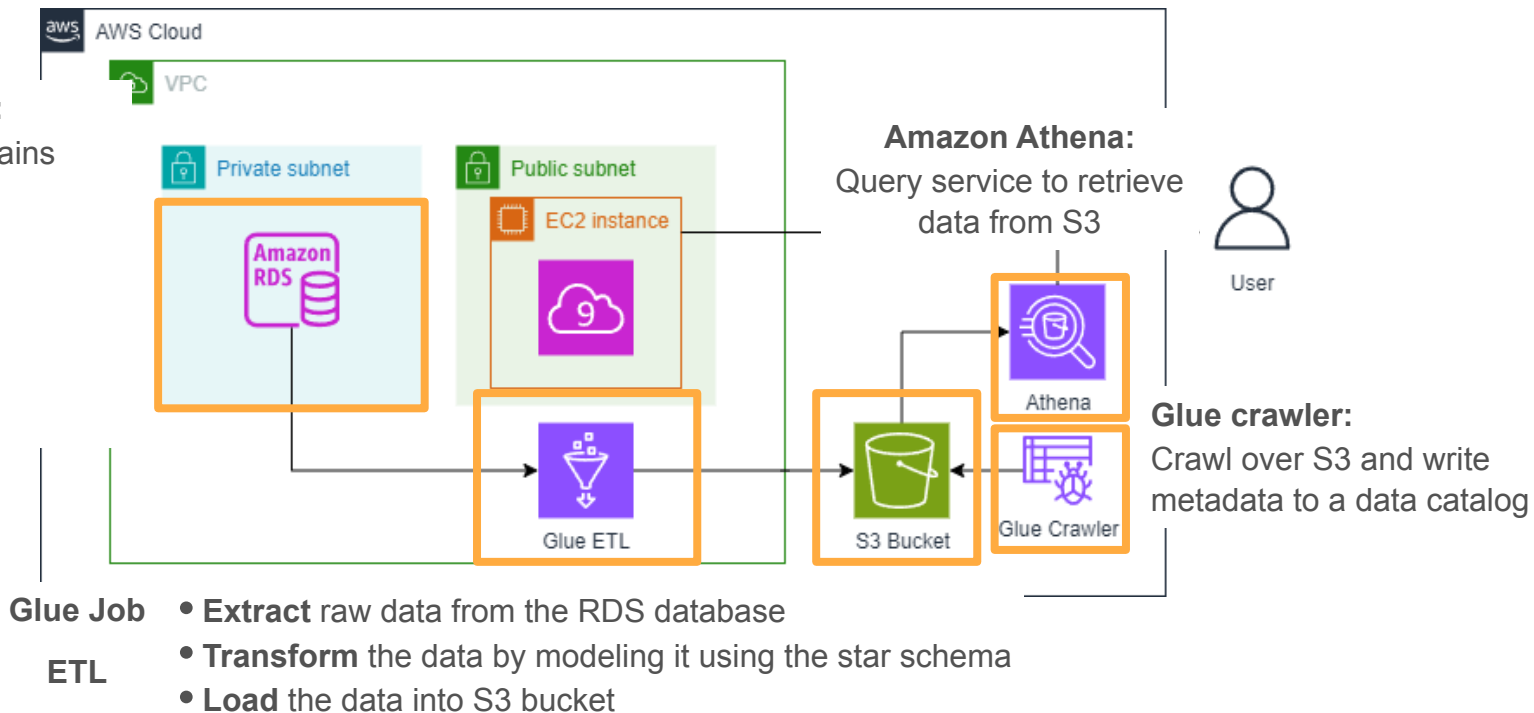 aws
AWS Cloud
VPC
ains
Private subnet
Public subnet
Amazon Athena:
Query service to retrieve
data from S3
EC2 instance
Amazon
RDS
9
User
Athena
Glue crawler:
Crawl over S3 and write
metadata to a data catalog
Glue ETL
S3 Bucket
Glue Crawler
Glue Job
ETL
• Extract raw data from the RDS database
• Transform the data by modeling it using the star schema
• Load the data into S3 bucket